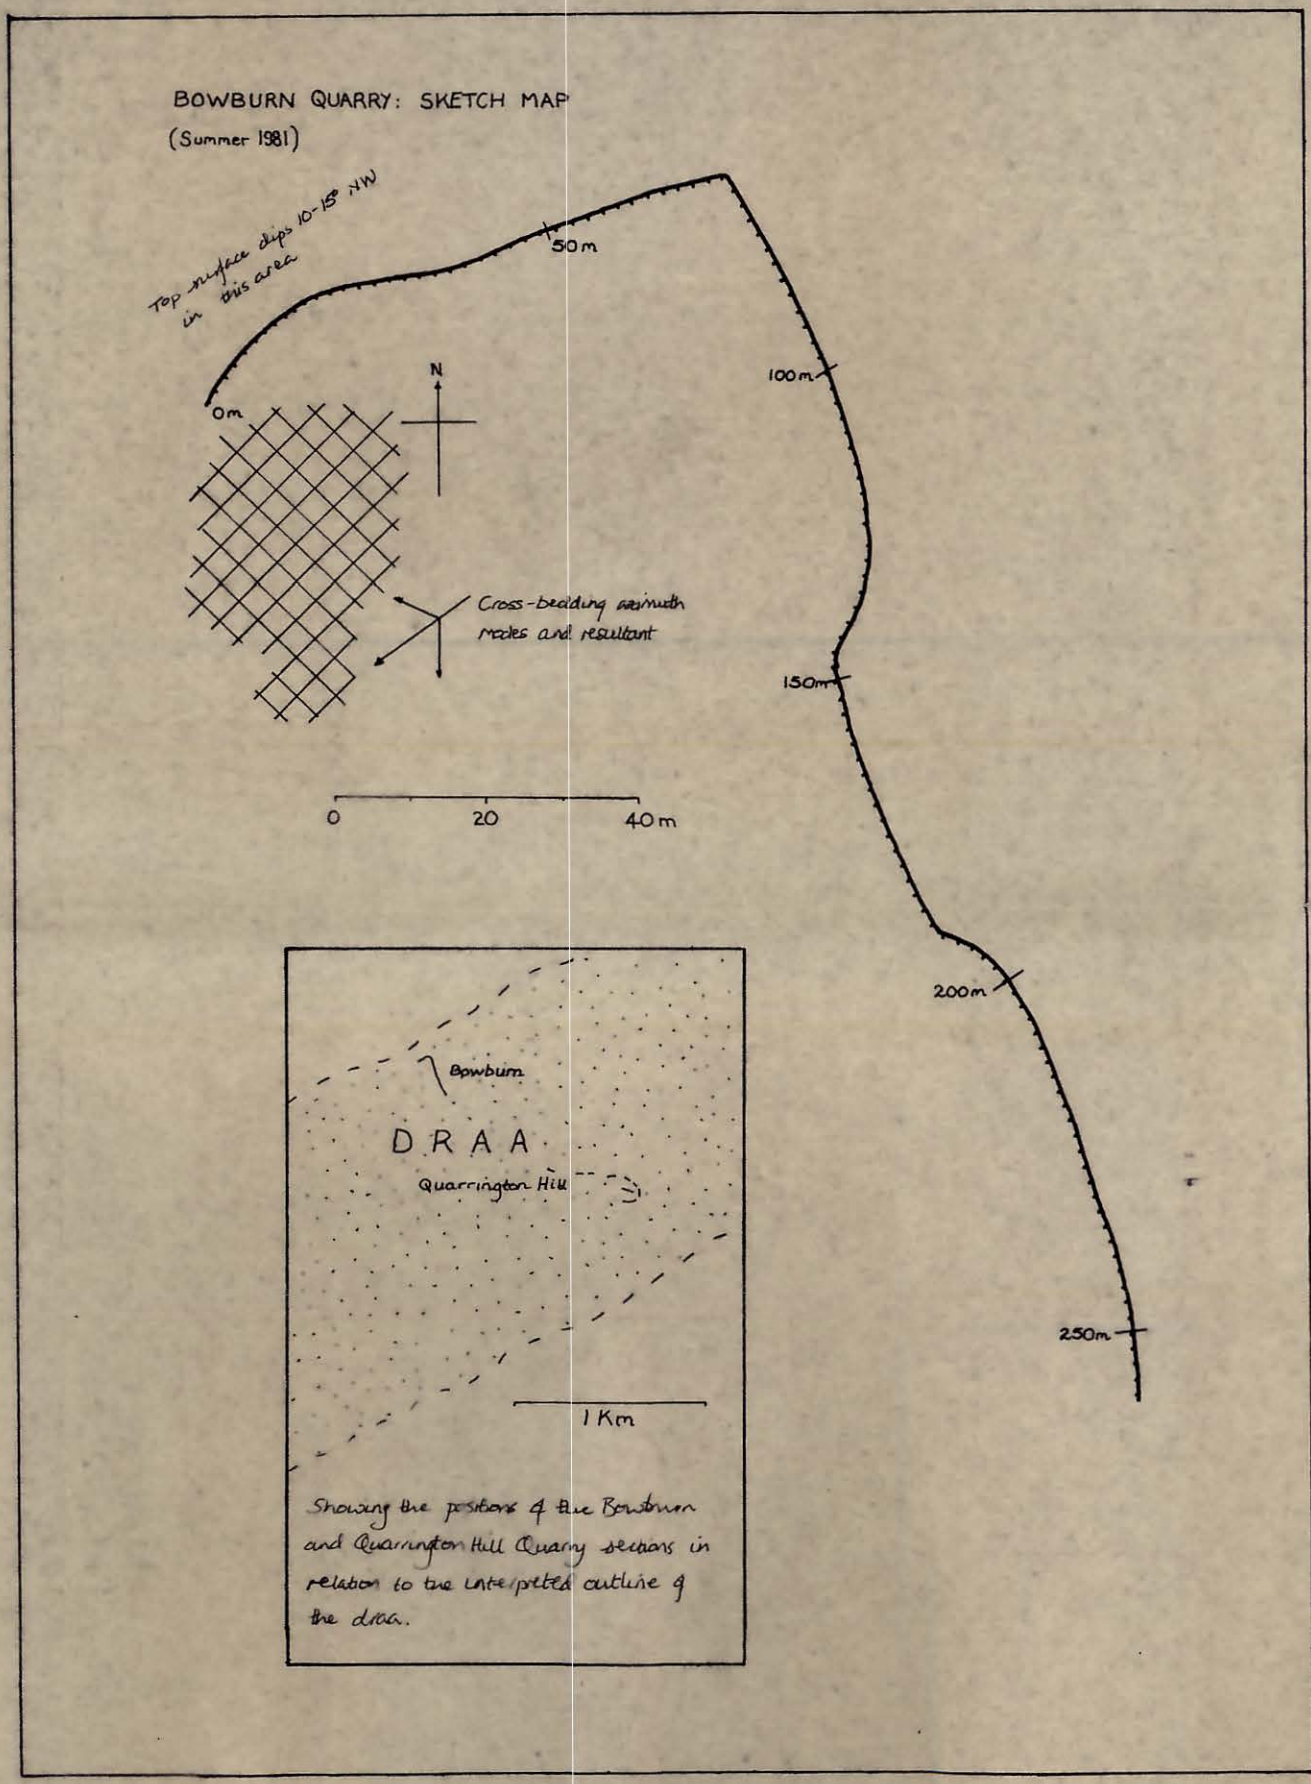 BOWBURN QUARRY: SKETCH MAP
(Summer 1981)
Top surface dips 10-15° NW
in this area
50m
100m
N
0m
Cross-bedding azimuth
modes and resultant
150m
0 20 40m
200m
Bowburn
DRAA
Quarrington Hill
250m
1 Km
Showing the positions of the Bowburn
and Quarrington Hill Quarry sections in
relation to the interpreted outline of
the draa.